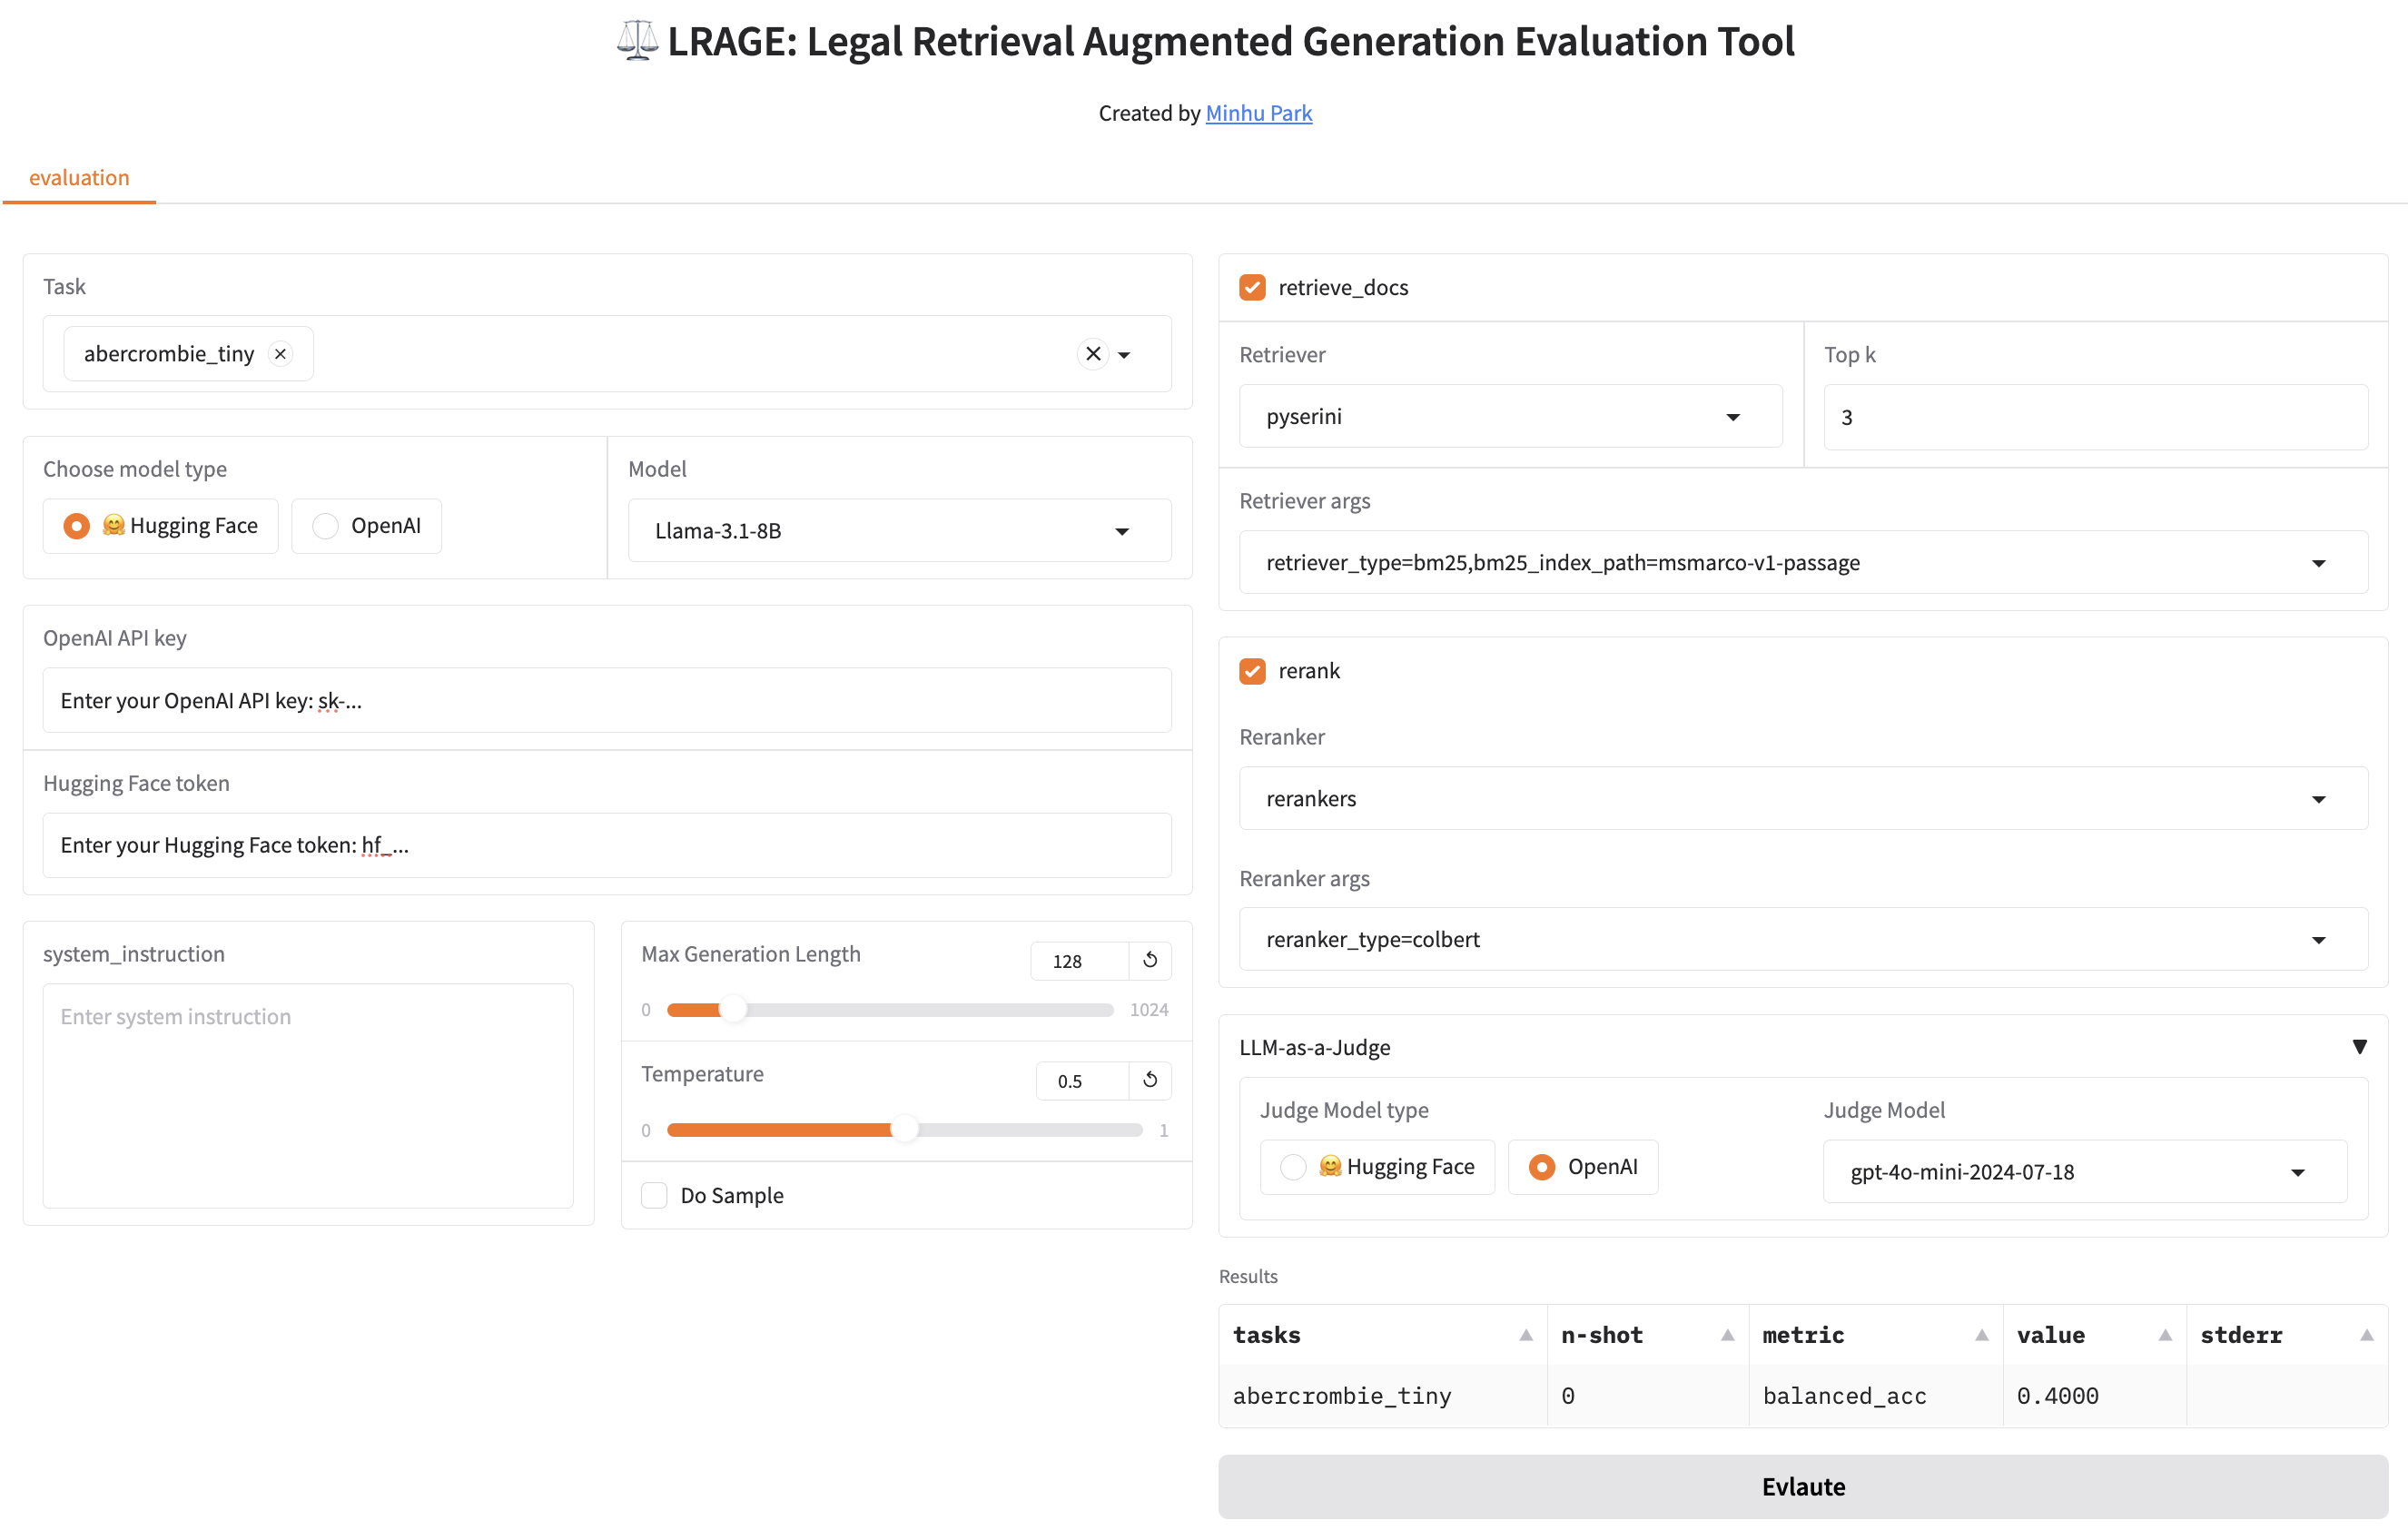 ⚖️ LRAGE: Legal Retrieval Augmented Generation Evaluation Tool
Created by Minhu Park
evaluation
Task
abercrombie_tiny
Choose model type
🤗 Hugging Face
OpenAI
Model
Llama-3.1-8B
OpenAI API key
Enter your OpenAI API key: sk-...
Hugging Face token
Enter your Hugging Face token: hf_...
system_instruction
Enter system instruction
Max Generation Length
128
0
1024
Temperature
0.5
0
1
Do Sample
retrieve_docs
Retriever
pyserini
Top k
3
Retriever args
retriever_type=bm25,bm25_index_path=msmarco-v1-passage
rerank
Reranker
rerankers
Reranker args
reranker_type=colbert
LLM-as-a-Judge
Judge Model type
🤗 Hugging Face
OpenAI
Judge Model
gpt-4o-mini-2024-07-18
Results
tasks n-shot metric value stderr
abercrombie_tiny 0 balanced_acc 0.4000
Evlaute